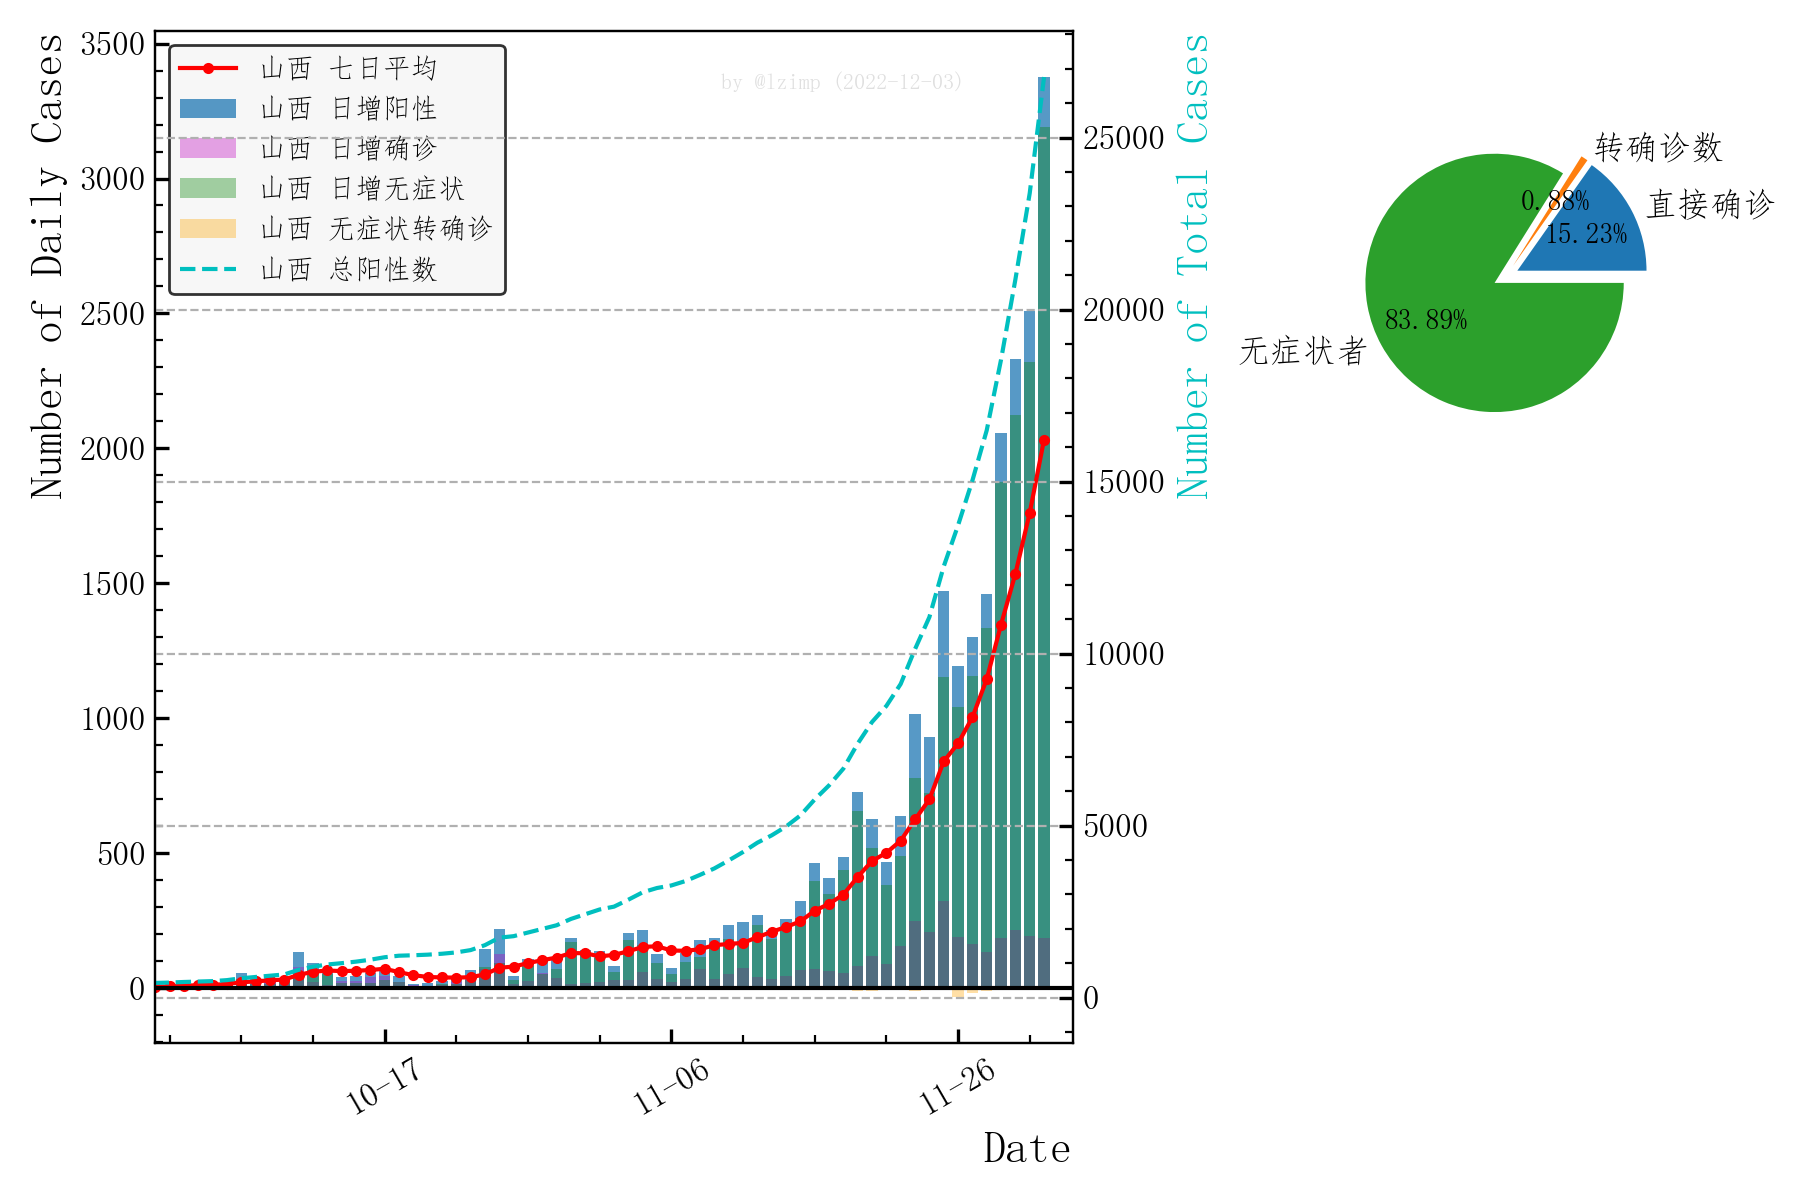 Number of Daily Cases
3500
3000
2500
2000
1500
1000
500
0
山西 七日平均
山西 日增阳性
山西 日增确诊
山西 日增无症状
山西 无症状转确诊
山西 总阳性数
by @lzimp (2022-12-03)
25000
20000
15000
10000
5000
0
Number of Total Cases
10-17
11-06
11-26
Date
转确诊数
直接确诊
无症状者
0.88%
15.23%
83.89%